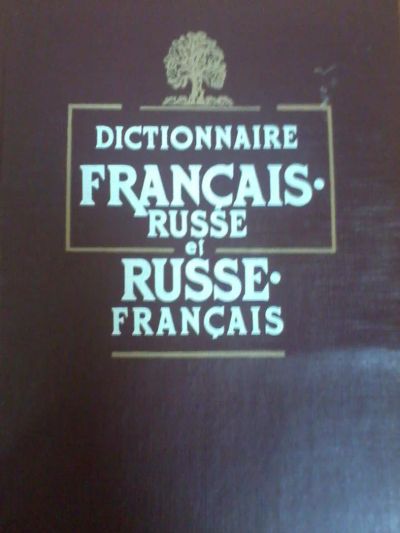 DICTIONNAIRE
FRANÇAIS·
RUSSE
et
RUSSE·
FRANÇAIS